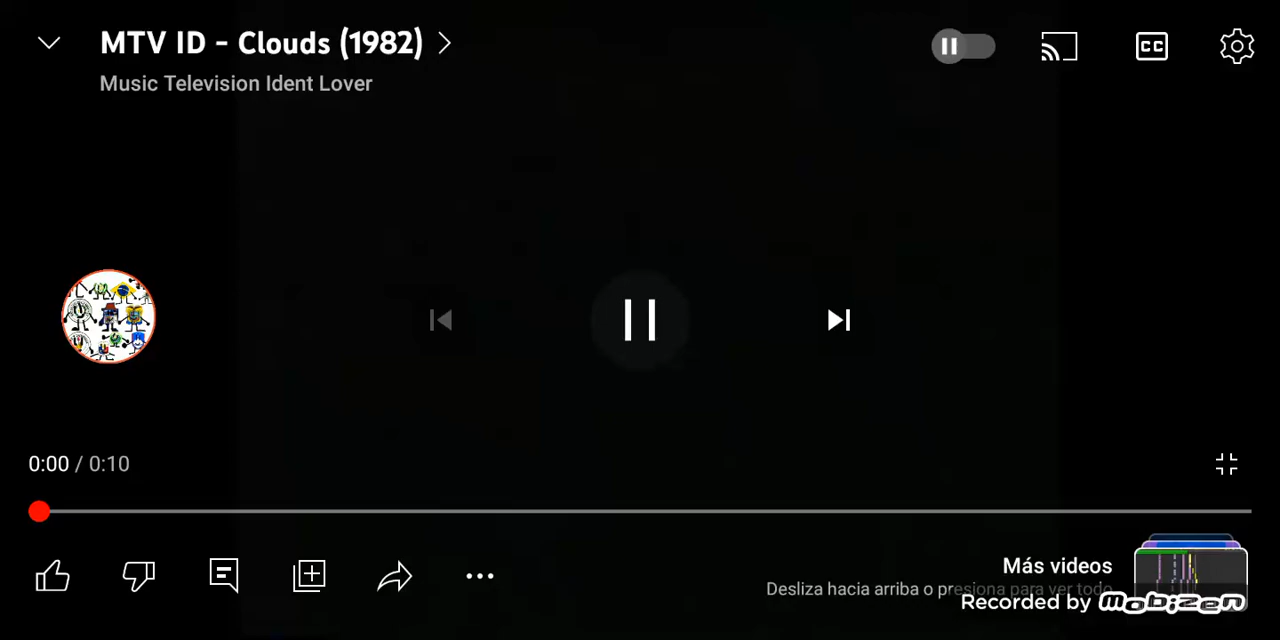 MTV ID - Clouds (1982)
Music Television Ident Lover
CC
0:00 / 0:10
Más videos
Desliza hacia arriba o presiona para ver todo
Recorded by mobizen